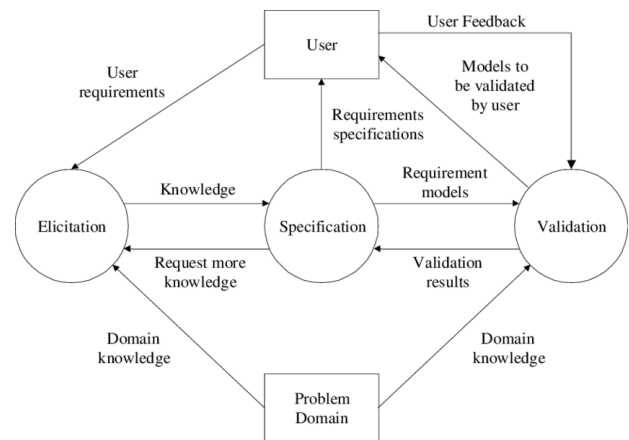 User Feedback
User
Models to
be validated
by user
User
requirements
Requirements
specifications
Knowledge
Requirement
models
Elicitation
Specification
Validation
Request more
knowledge
Validation
results
Domain
knowledge
Domain
knowledge
Problem
Domain